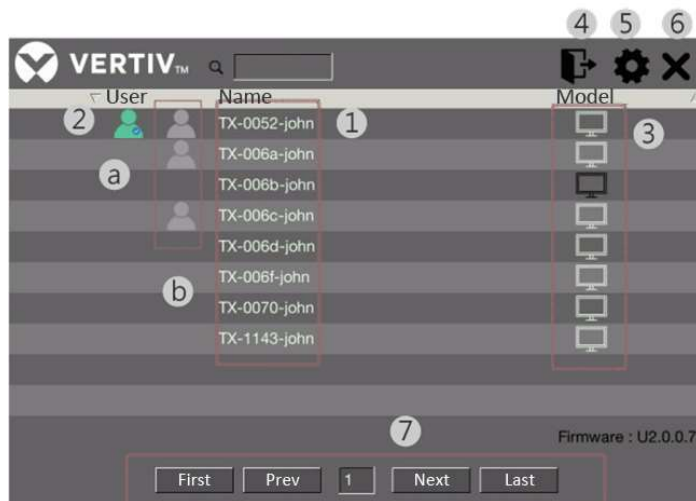 4 5 6
VERTIV™
User Name Model
2 TX-0052-john 1
3
TX-006a-john
a
TX-006b-john
TX-006c-john
TX-006d-john
TX-006f-john
b
TX-0070-john
TX-1143-john
7
Firmware : U2.0.0.7
First Prev 1 Next Last